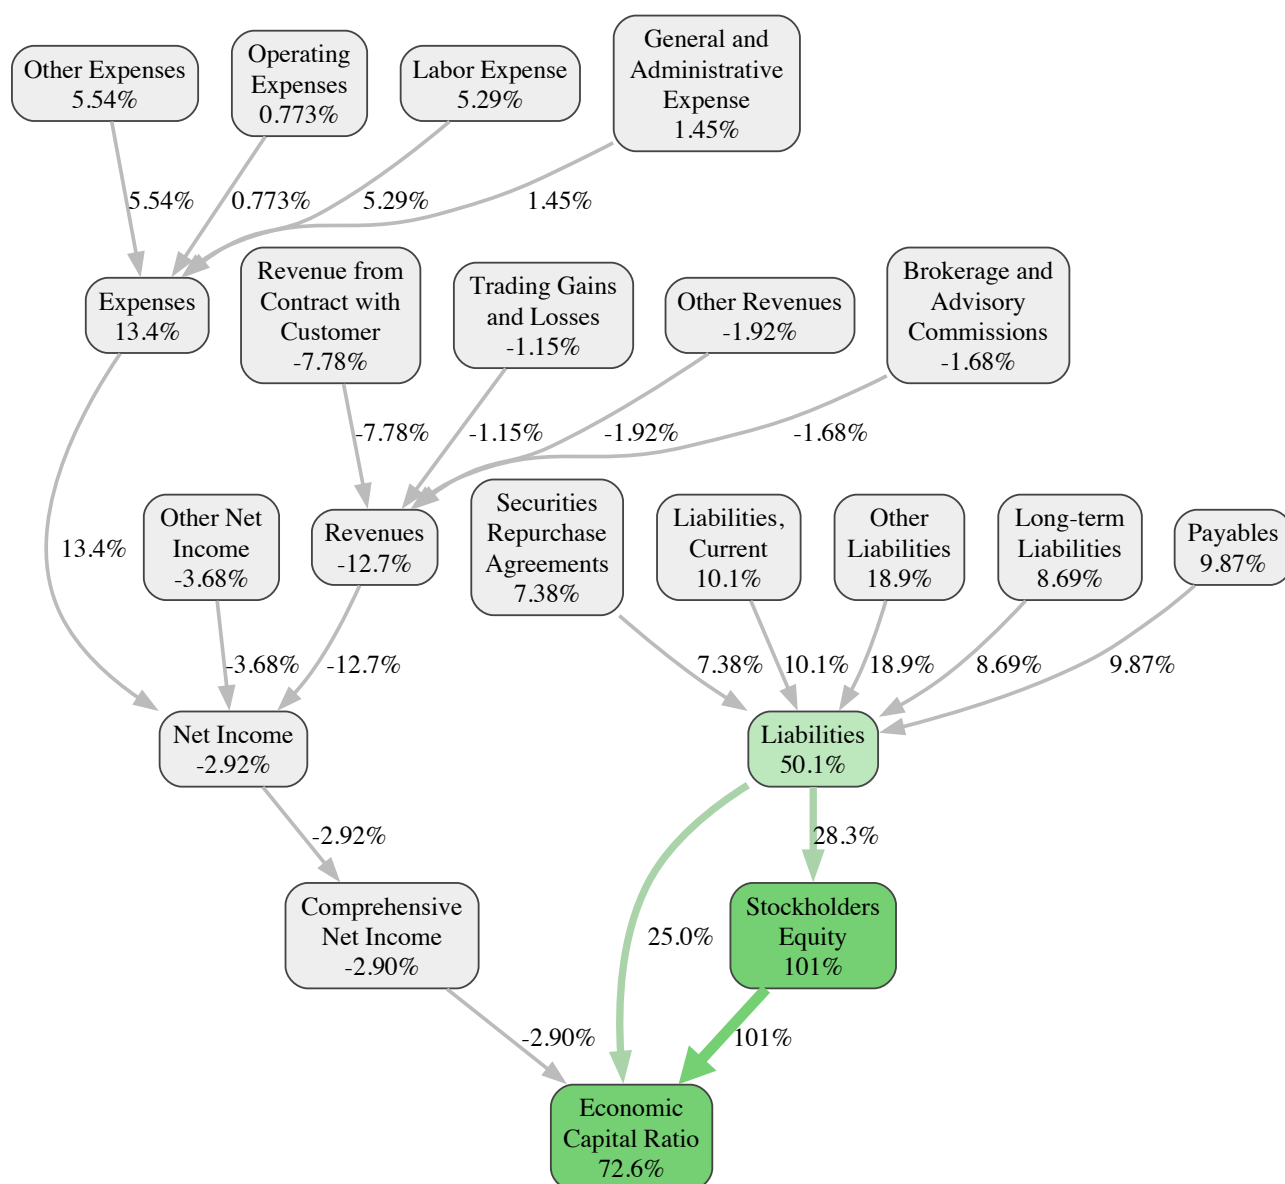 Other Expenses
5.54%
Operating
Expenses
0.773%
Labor Expense
5.29%
General and
Administrative
Expense
1.45%
5.54%
0.773%
5.29%
1.45%
Expenses
13.4%
Revenue from
Contract with
Customer
-7.78%
Trading Gains
and Losses
-1.15%
Other Revenues
-1.92%
Brokerage and
Advisory
Commissions
-1.68%
-7.78%
-1.15%
-1.92%
-1.68%
13.4%
Other Net
Income
-3.68%
Revenues
-12.7%
Securities
Repurchase
Agreements
7.38%
Liabilities,
Current
10.1%
Other
Liabilities
18.9%
Long-term
Liabilities
8.69%
Payables
9.87%
-3.68%
-12.7%
7.38%
10.1%
18.9%
8.69%
9.87%
Net Income
-2.92%
Liabilities
50.1%
-2.92%
28.3%
Comprehensive
Net Income
-2.90%
25.0%
Stockholders
Equity
101%
-2.90%
101%
Economic
Capital Ratio
72.6%